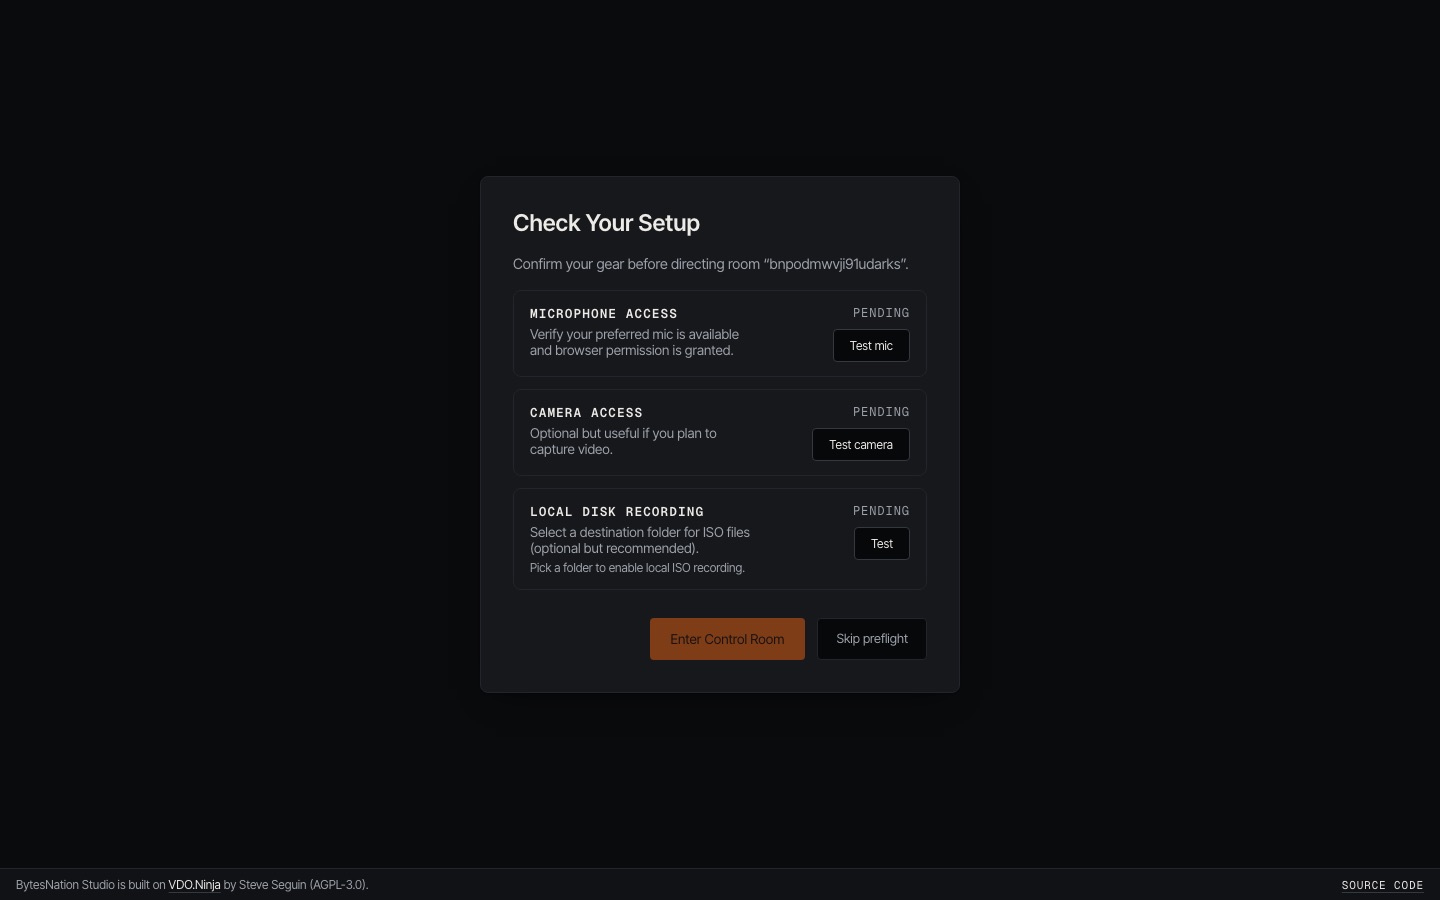 Check Your Setup
Confirm your gear before directing room “bnpodmwvji91udarks”.
MICROPHONE ACCESS
PENDING
Verify your preferred mic is available
and browser permission is granted.
Test mic
CAMERA ACCESS
PENDING
Optional but useful if you plan to
capture video.
Test camera
LOCAL DISK RECORDING
PENDING
Select a destination folder for ISO files
(optional but recommended).
Test
Pick a folder to enable local ISO recording.
Enter Control Room
Skip preflight
BytesNation Studio is built on VDO.Ninja by Steve Seguin (AGPL-3.0).
SOURCE CODE